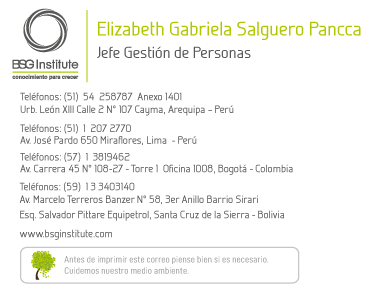 BSG Institute
conocimiento para crecer
Elizabeth Gabriela Salguero Pancca
Jefe Gestión de Personas
Teléfonos: (51) 54 258787 Anexo 1401
Urb. León XIII Calle 2 N° 107 Cayma, Arequipa – Perú
Teléfonos: (51) 1 207 2770
Av. José Pardo 650 Miraflores, Lima - Perú
Teléfonos: (57) 1 3819462
Av. Carrera 45 N° 108-27 - Torre 1 Oficina 1008, Bogotá - Colombia
Teléfonos: (59) 1 3 3403140
Av. Marcelo Terreros Banzer N° 58, 3er Anillo Barrio Sirari
Esq. Salvador Pittare Equipetrol, Santa Cruz de la Sierra - Bolivia
www.bsginstitute.com
Antes de imprimir este correo piense bien si es necesario.
Cuidemos nuestro medio ambiente.